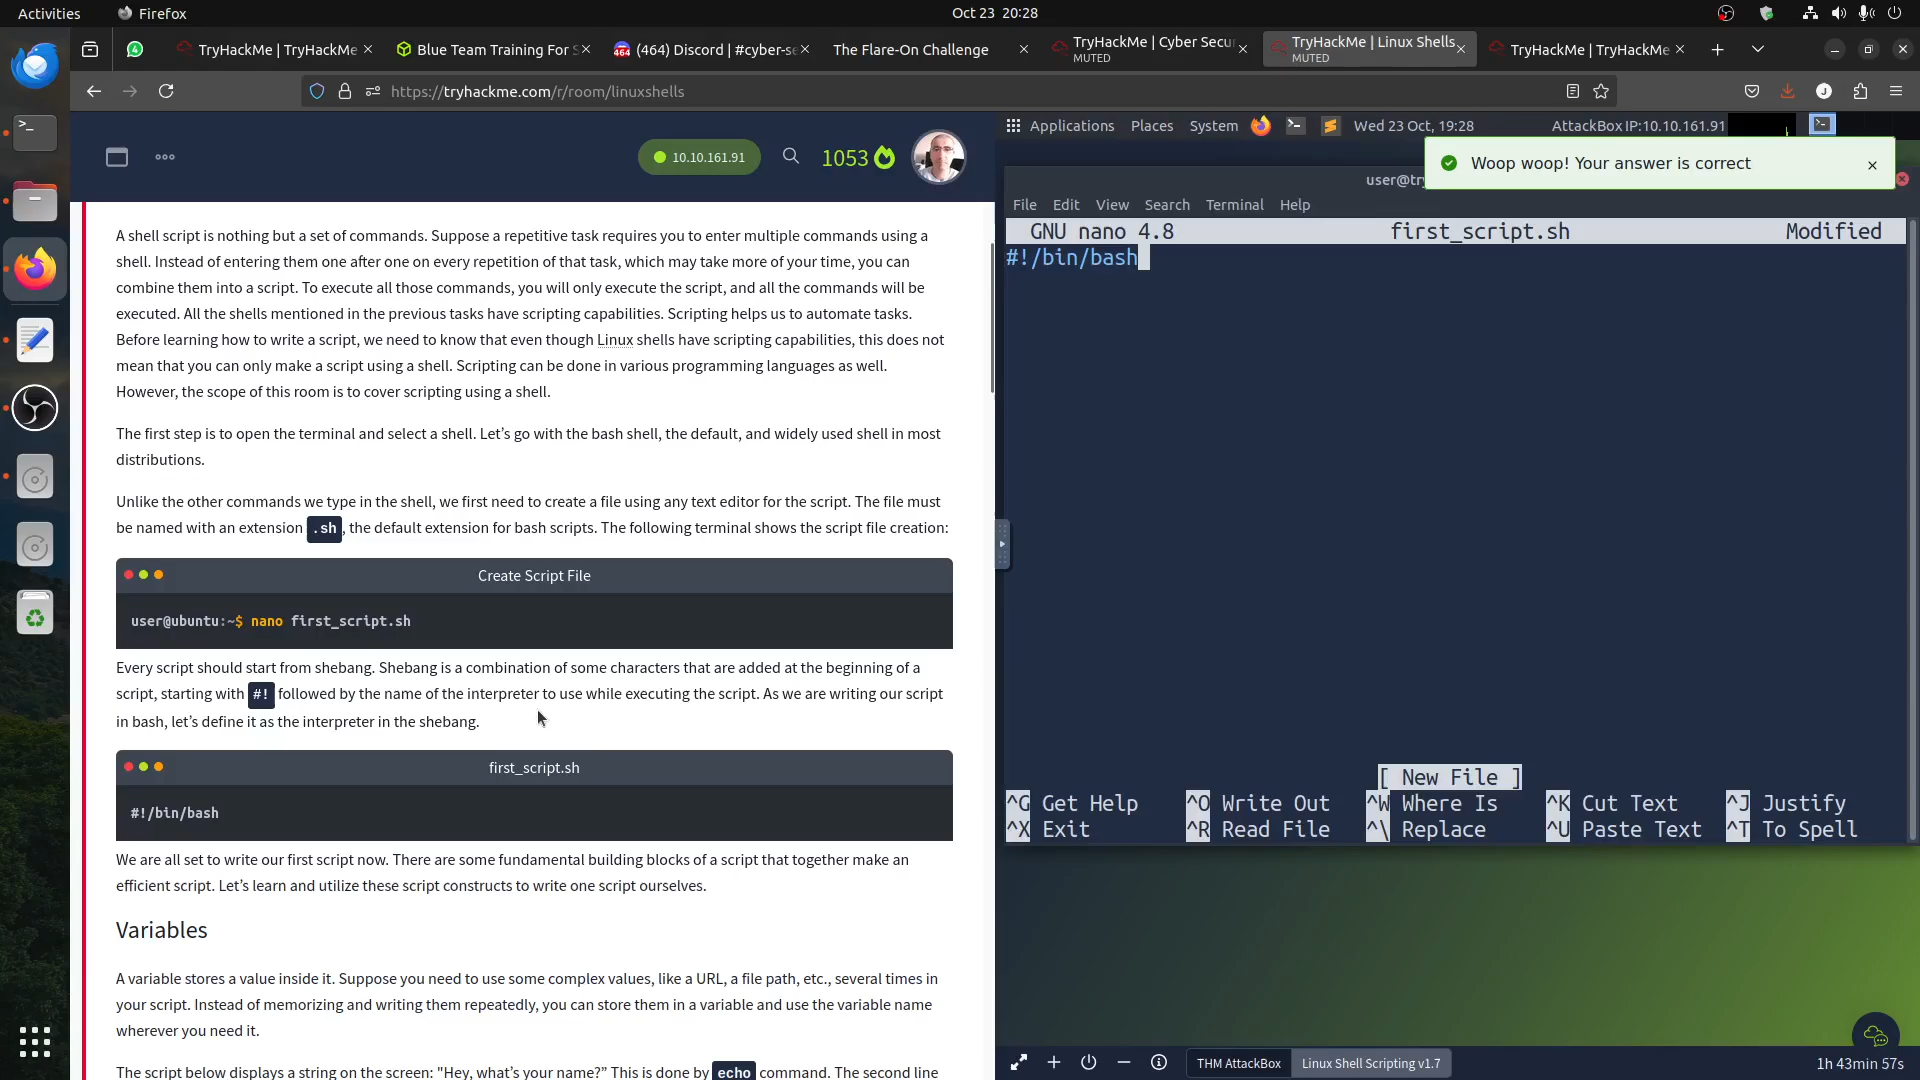 Activities
Firefox
Oct 23 20:28
TryHackMe | TryHackMe
Blue Team Training For S
(464) Discord | #cyber-se
The Flare-On Challenge
TryHackMe | Cyber Secur
MUTED
TryHackMe | Linux Shells
MUTED
TryHackMe | TryHackMe
https://tryhackme.com/r/room/linuxshells
10.10.161.91
1053
A shell script is nothing but a set of commands. Suppose a repetitive task requires you to enter multiple commands using a
shell. Instead of entering them one after one on every repetition of that task, which may take more of your time, you can
combine them into a script. To execute all those commands, you will only execute the script, and all the commands will be
executed. All the shells mentioned in the previous tasks have scripting capabilities. Scripting helps us to automate tasks.
Before learning how to write a script, we need to know that even though Linux shells have scripting capabilities, this does not
mean that you can only make a script using a shell. Scripting can be done in various programming languages as well.
However, the scope of this room is to cover scripting using a shell.
The first step is to open the terminal and select a shell. Let's go with the bash shell, the default, and widely used shell in most
distributions.
Unlike the other commands we type in the shell, we first need to create a file using any text editor for the script. The file must
be named with an extension .sh, the default extension for bash scripts. The following terminal shows the script file creation:
Create Script File
user@ubuntu:~$ nano first_script.sh
Every script should start from shebang. Shebang is a combination of some characters that are added at the beginning of a
script, starting with #! followed by the name of the interpreter to use while executing the script. As we are writing our script
in bash, let's define it as the interpreter in the shebang.
first_script.sh
#!/bin/bash
We are all set to write our first script now. There are some fundamental building blocks of a script that together make an
efficient script. Let's learn and utilize these script constructs to write one script ourselves.
Variables
A variable stores a value inside it. Suppose you need to use some complex values, like a URL, a file path, etc., several times in
your script. Instead of memorizing and writing them repeatedly, you can store them in a variable and use the variable name
wherever you need it.
The script below displays a string on the screen: "Hey, what's your name?" This is done by echo command. The second line
Applications Places System Wed 23 Oct, 19:28 AttackBox IP:10.10.161.91
Woop woop! Your answer is correct
user@try
File Edit View Search Terminal Help
GNU nano 4.8 first_script.sh Modified
#!/bin/bash
[ New File ]
^G Get Help ^O Write Out ^W Where Is ^K Cut Text ^J Justify
^X Exit ^R Read File ^\ Replace ^U Paste Text ^T To Spell
THM AttackBox Linux Shell Scripting v1.7 1h 43min 57s